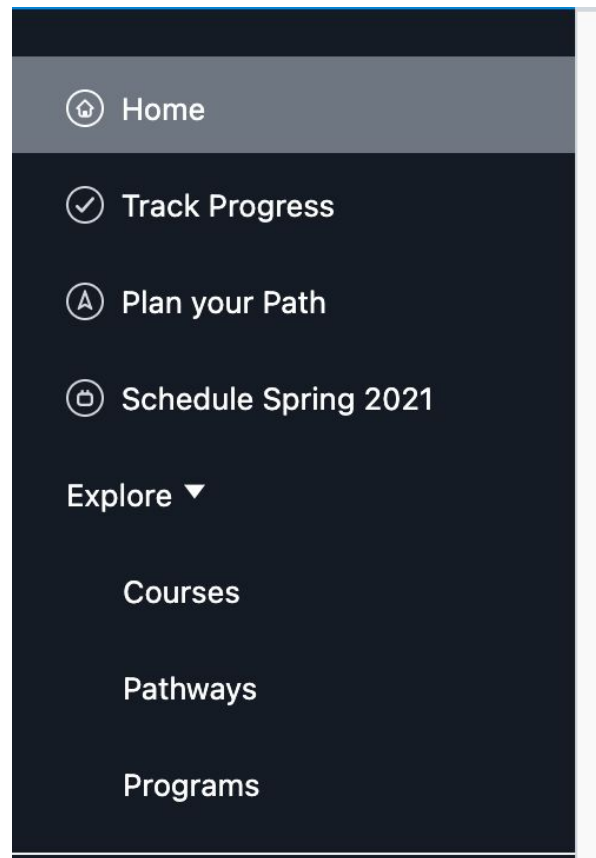 Home
Track Progress
Plan your Path
Schedule Spring 2021
Explore
Courses
Pathways
Programs